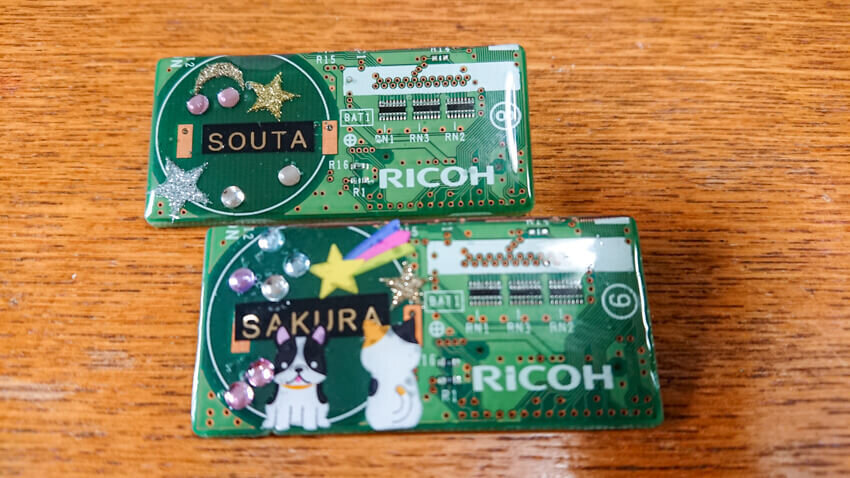 R15
BAT1
SOUTA
RN1 RN3 RN2
R16
R1
RICOH
BAT1
SAKURA
RN1 RN3 RN2
R1
RICOH